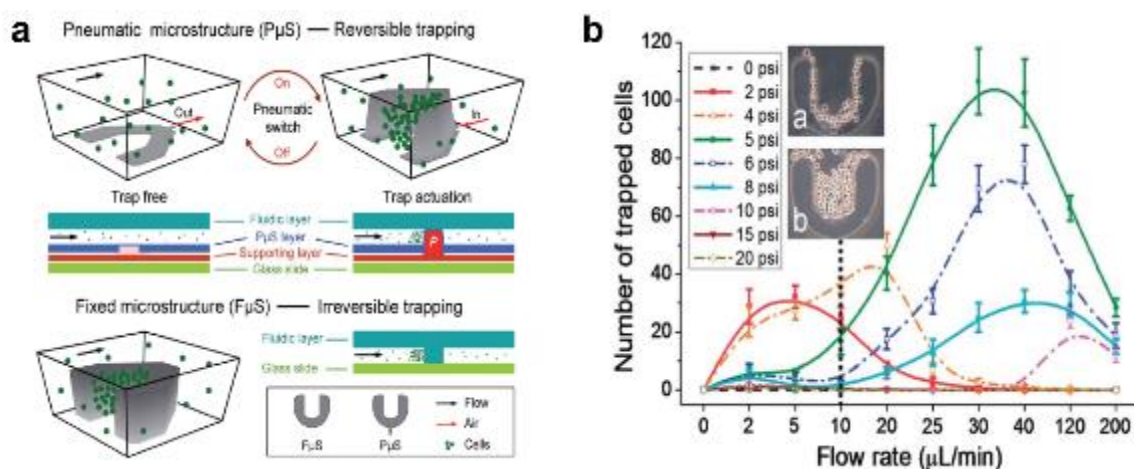 a
Pneumatic microstructure (PµS) — Reversible trapping
Out
On
Pneumatic
switch
Off
In
Trap free
Trap actuation
Fluidic layer
PµS layer
Supporting layer
Glass slide
P
Fixed microstructure (FµS) — Irreversible trapping
Fluidic layer
Glass slide
FµS
PµS
Flow
Air
Cells
b
Number of trapped cells
120
100
80
60
40
20
0
0 psi
2 psi
4 psi
5 psi
6 psi
8 psi
10 psi
15 psi
20 psi
a
b
0 2 5 10 20 25 30 40 120 200
Flow rate (µL/min)